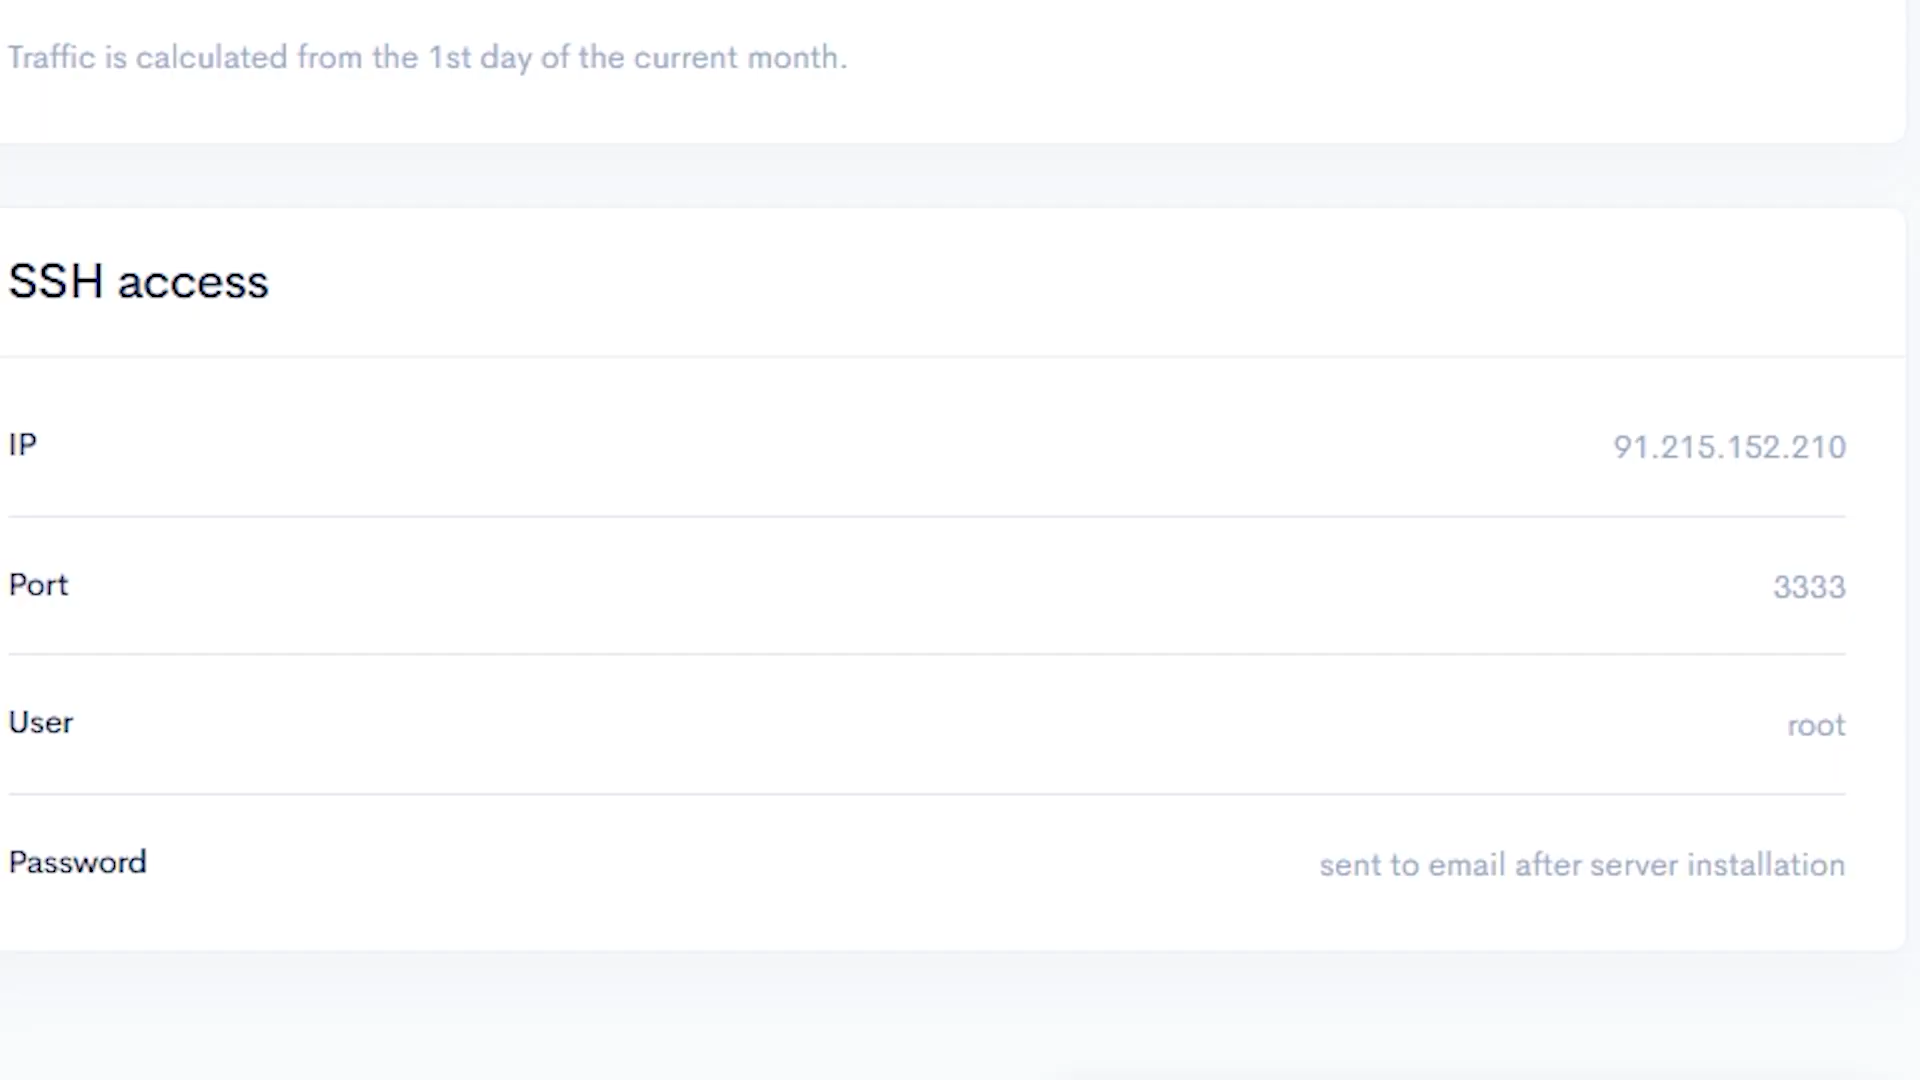 Traffic is calculated from the 1st day of the current month.
SSH access
IP 91.215.152.210
Port 3333
User root
Password sent to email after server installation